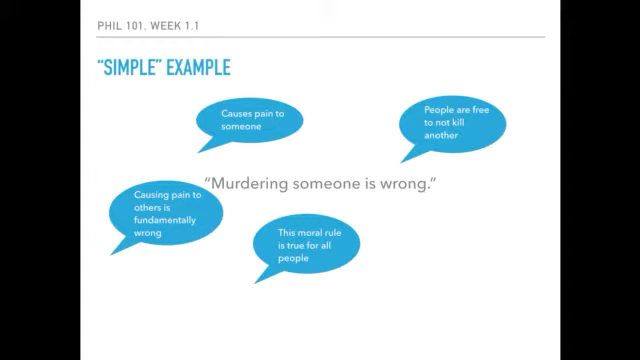 PHIL 101. WEEK 1.1
“SIMPLE” EXAMPLE
Causes pain to
someone
People are free
to not kill
another
“Murdering someone is wrong.”
Causing pain to
others is
fundamentally
wrong
This moral rule
is true for all
people